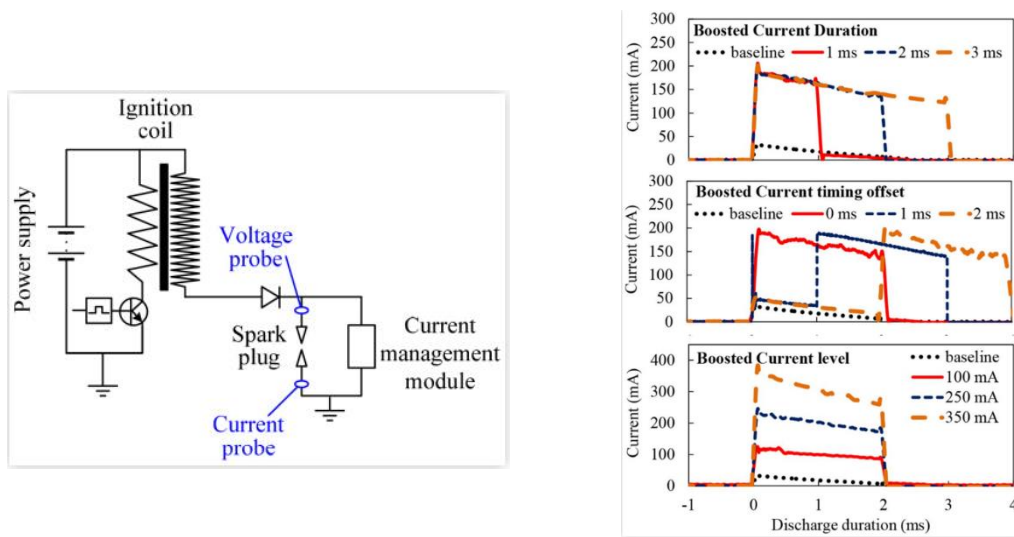 Ignition
coil
Power supply
Voltage
probe
Spark
plug
Current
management
module
Current
probe
Boosted Current Duration
baseline 1 ms 2 ms 3 ms
Current (mA)
300
250
200
150
100
50
0
Boosted Current timing offset
baseline 0 ms 1 ms 2 ms
Current (mA)
300
250
200
150
100
50
0
Boosted Current level
baseline
100 mA
250 mA
350 mA
Current (mA)
400
300
200
100
0
-1 0 1 2 3 4
Discharge duration (ms)